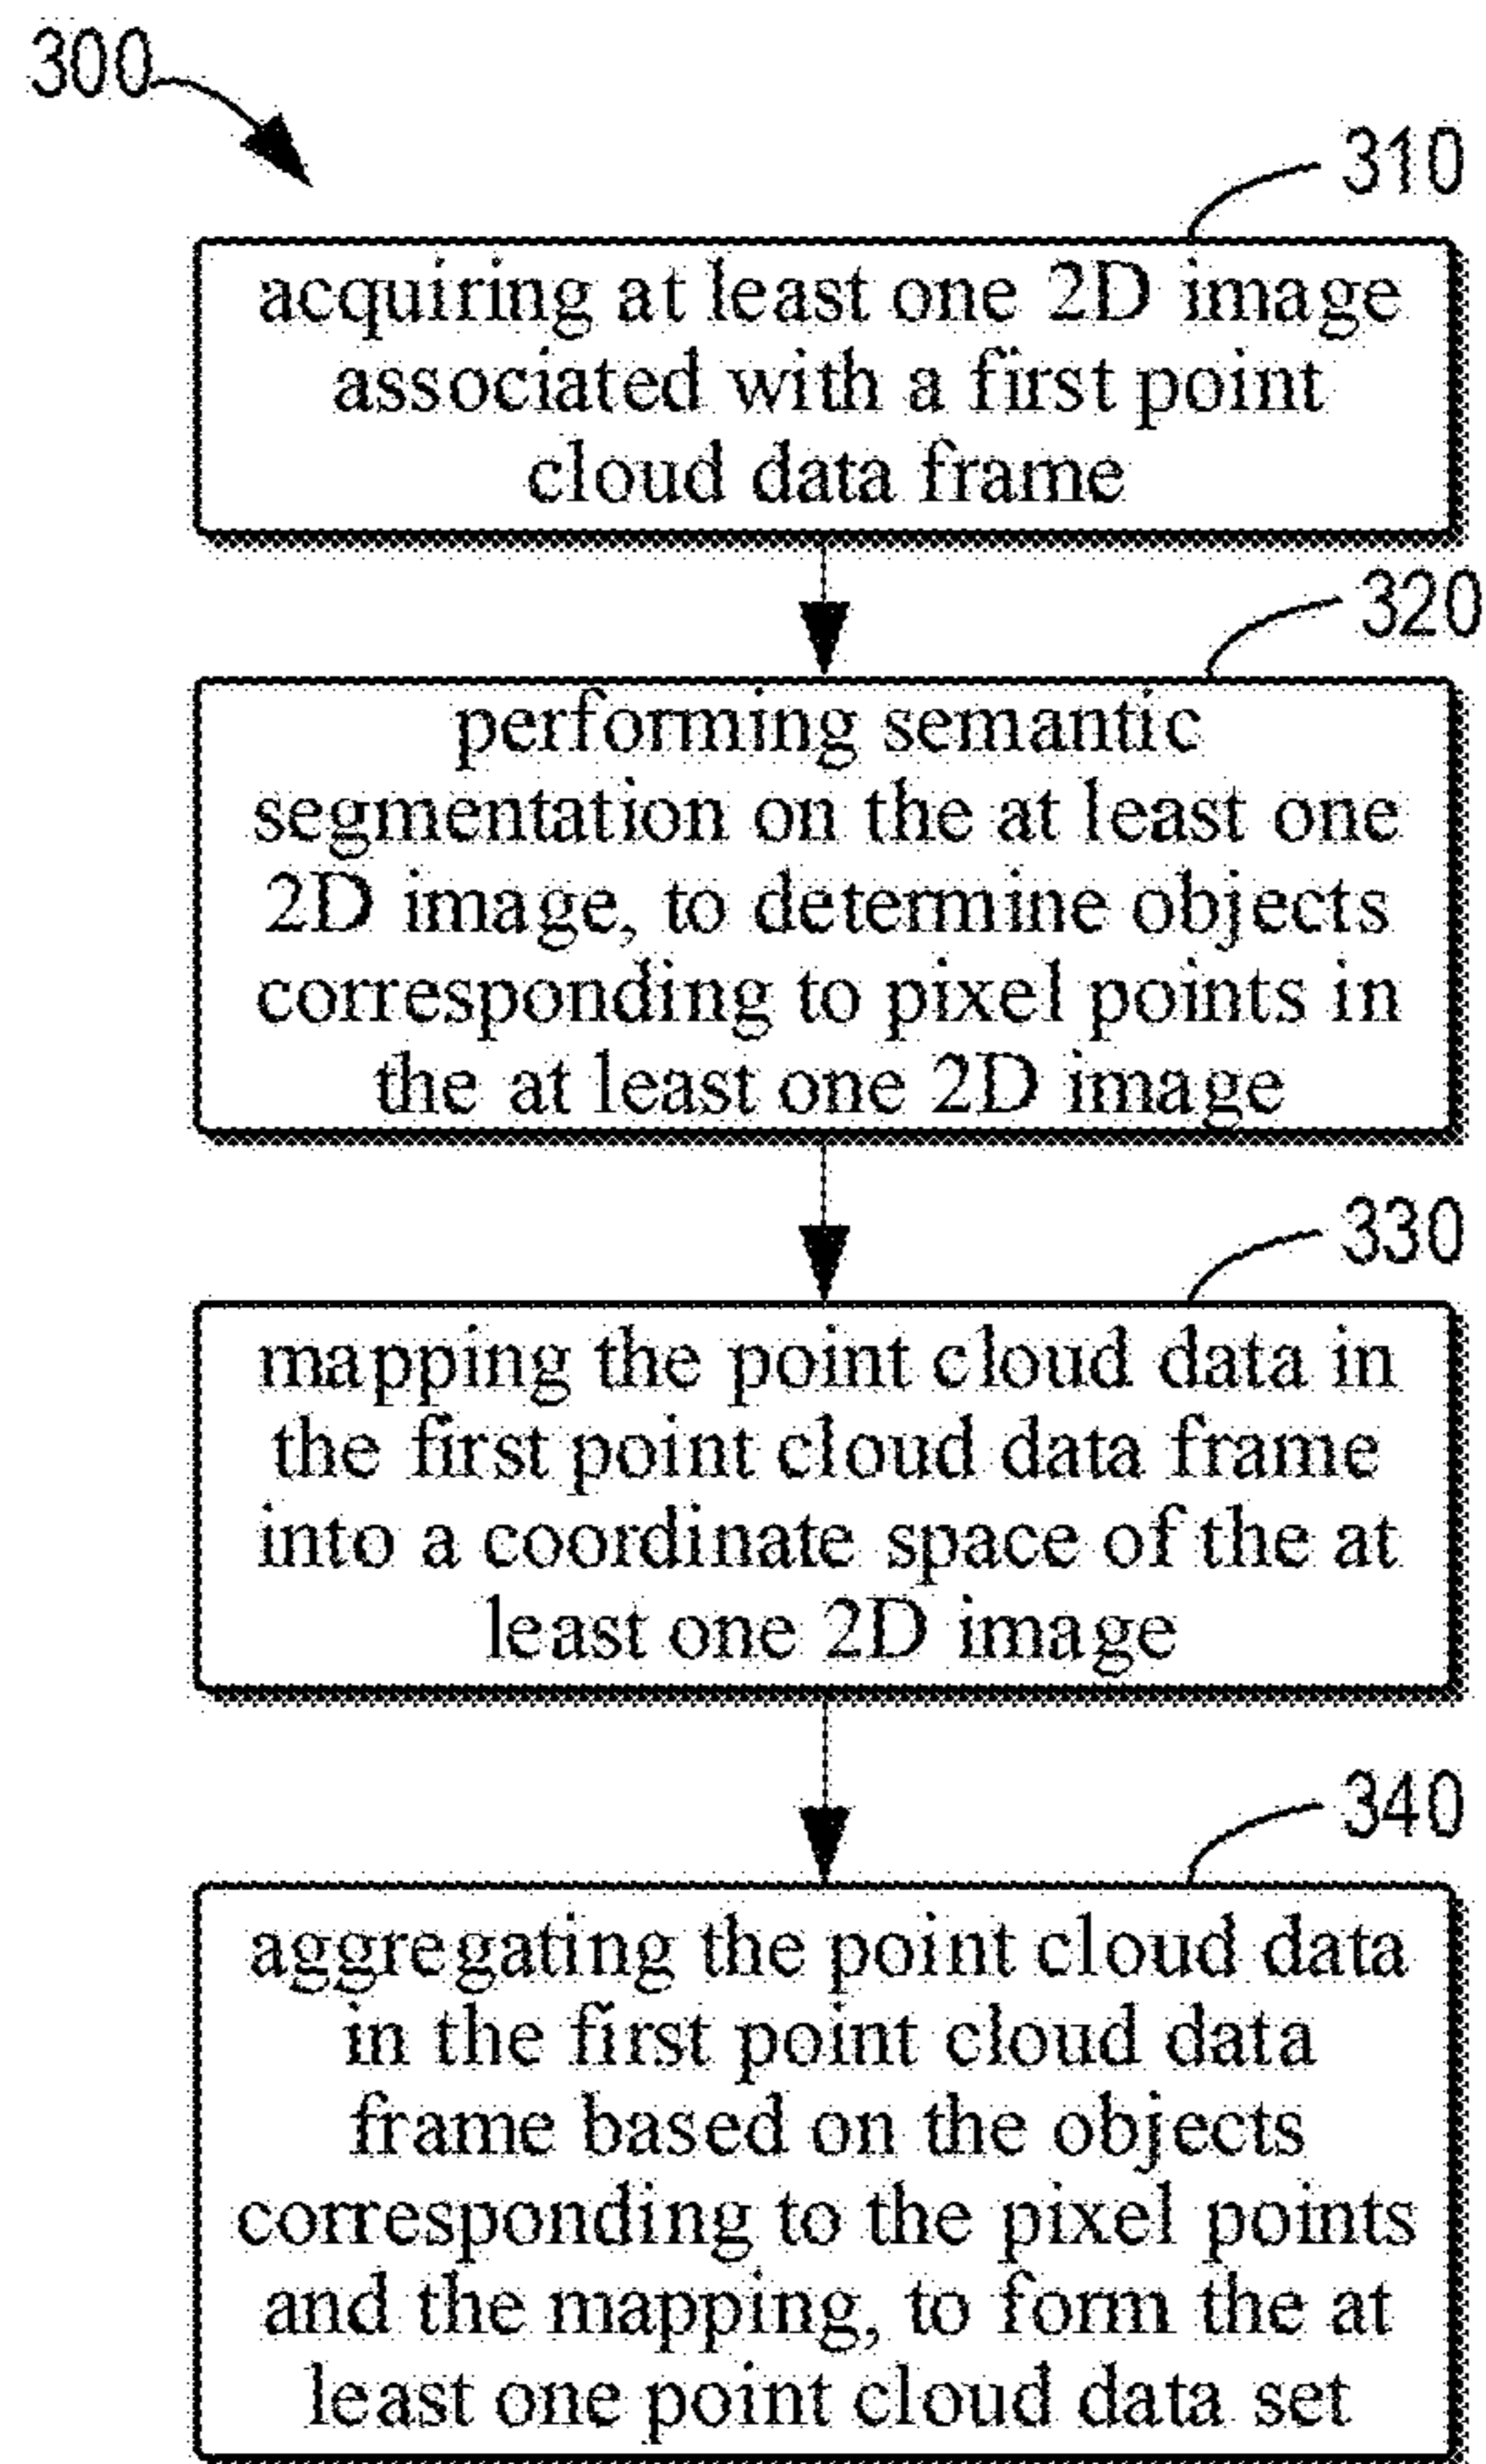 300
310
acquiring at least one 2D image
associated with a first point
cloud data frame
320
performing semantic
segmentation on the at least one
2D image, to determine objects
corresponding to pixel points in
the at least one 2D image
330
mapping the point cloud data in
the first point cloud data frame
into a coordinate space of the at
least one 2D image
340
aggregating the point cloud data
in the first point cloud data
frame based on the objects
corresponding to the pixel points
and the mapping, to form the at
least one point cloud data set